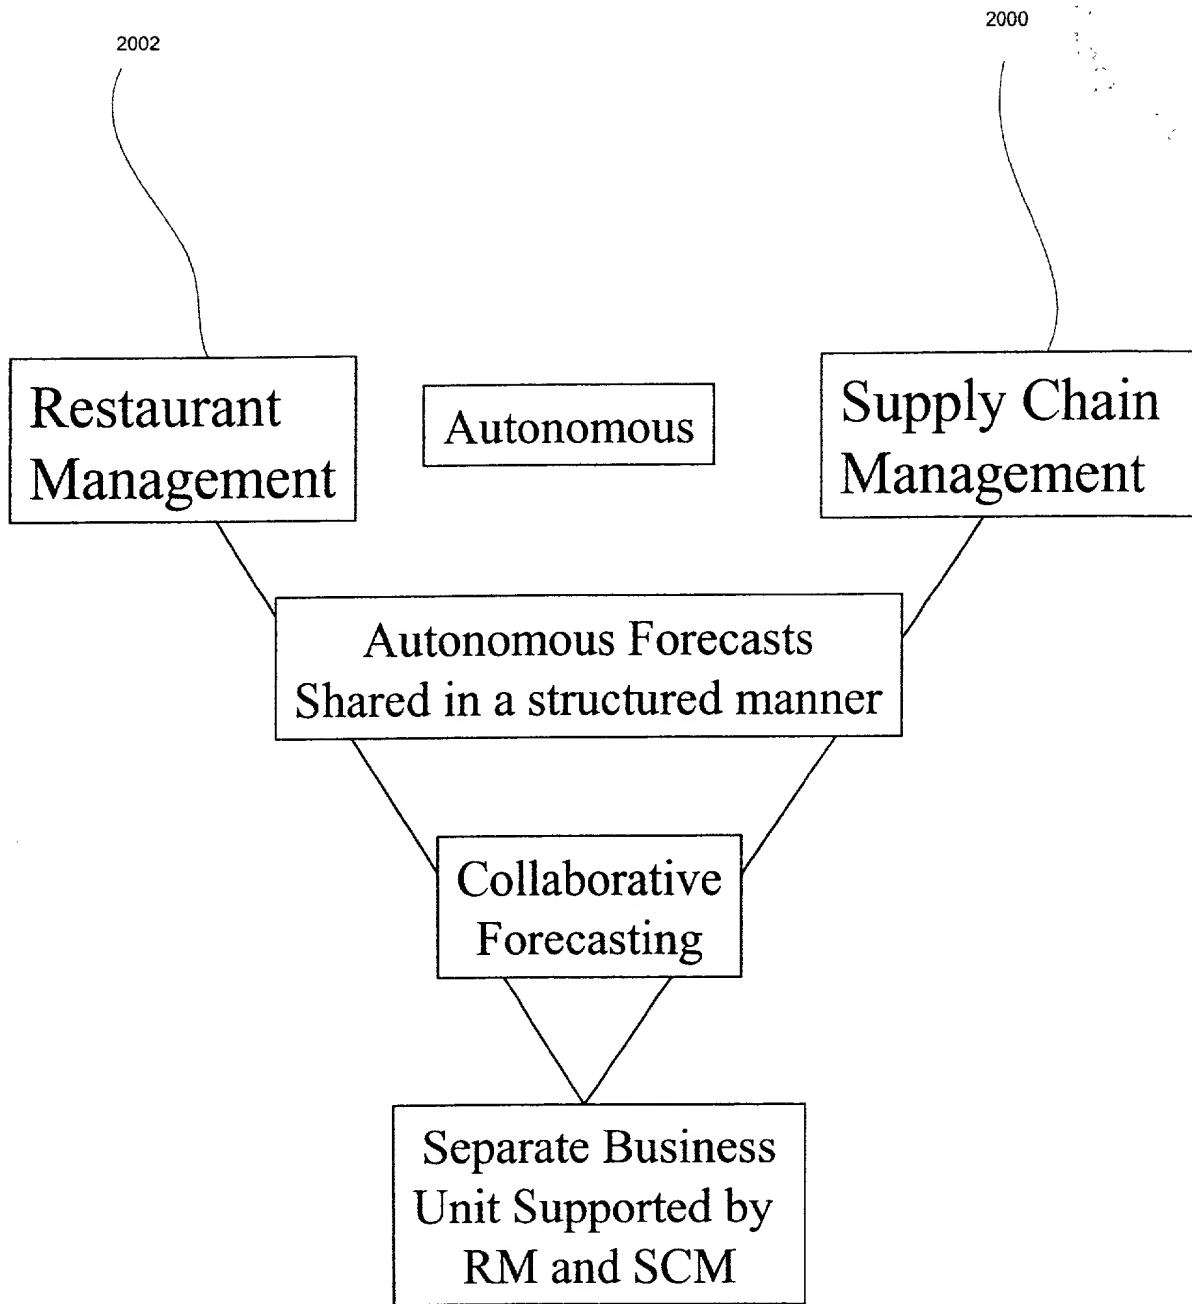 2002
2000
Restaurant
Management
Autonomous
Supply Chain
Management
Autonomous Forecasts
Shared in a structured manner
Collaborative
Forecasting
Separate Business
Unit Supported by
RM and SCM